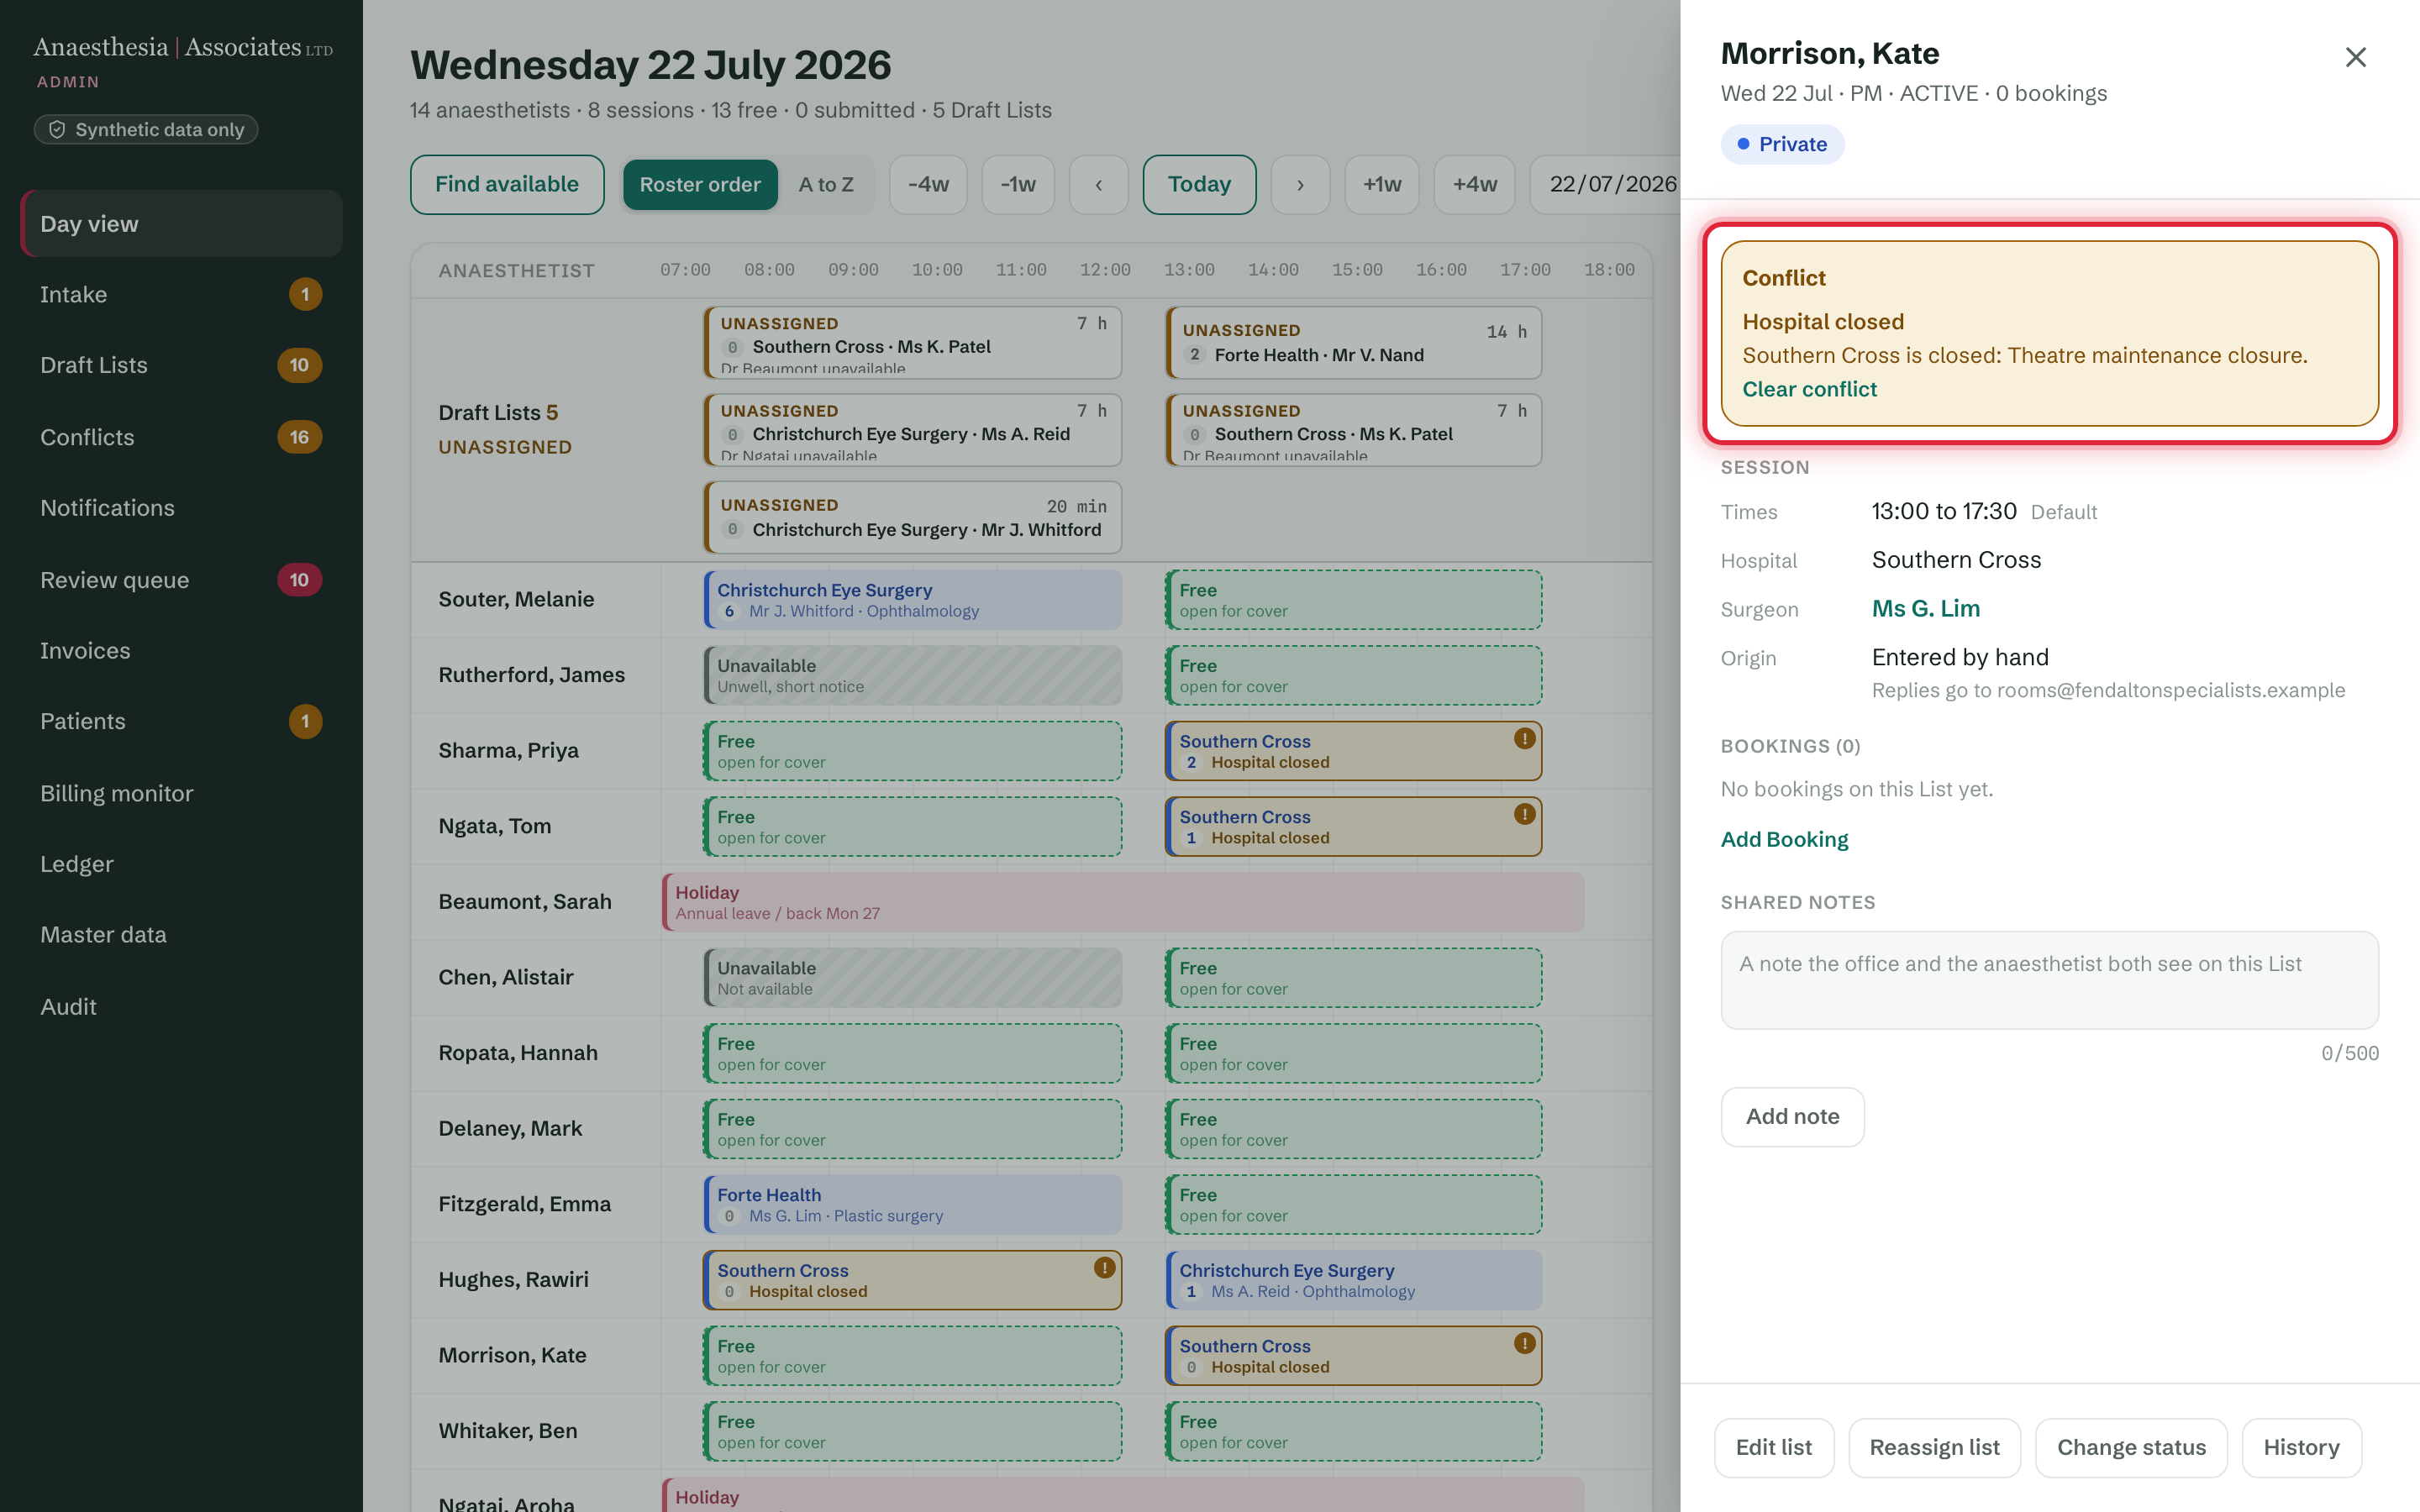 Anaesthesia | Associates LTD
ADMIN
Synthetic data only
Day view
Intake 1
Draft Lists 10
Conflicts 16
Notifications
Review queue 10
Invoices
Patients 1
Billing monitor
Ledger
Master data
Audit
Wednesday 22 July 2026
14 anaesthetists · 8 sessions · 13 free · 0 submitted · 5 Draft Lists
Find available Roster order A to Z -4w -1w ‹ Today › +1w +4w 22/07/2026
ANAESTHETIST 07:00 08:00 09:00 10:00 11:00 12:00 13:00 14:00 15:00 16:00 17:00 18:00
Draft Lists 5
UNASSIGNED
UNASSIGNED 7 h
0 Southern Cross · Ms K. Patel
Dr Beaumont unavailable
UNASSIGNED 14 h
2 Forte Health · Mr V. Nand
UNASSIGNED 7 h
0 Christchurch Eye Surgery · Ms A. Reid
Dr Ngatai unavailable
UNASSIGNED 7 h
0 Southern Cross · Ms K. Patel
Dr Beaumont unavailable
UNASSIGNED 20 min
0 Christchurch Eye Surgery · Mr J. Whitford
Souter, Melanie
Christchurch Eye Surgery
6 Mr J. Whitford · Ophthalmology
Free
open for cover
Rutherford, James
Unavailable
Unwell, short notice
Free
open for cover
Sharma, Priya
Free
open for cover
Southern Cross !
2 Hospital closed
Ngata, Tom
Free
open for cover
Southern Cross !
1 Hospital closed
Beaumont, Sarah
Holiday
Annual leave / back Mon 27
Chen, Alistair
Unavailable
Not available
Free
open for cover
Ropata, Hannah
Free
open for cover
Free
open for cover
Delaney, Mark
Free
open for cover
Free
open for cover
Fitzgerald, Emma
Forte Health
0 Ms G. Lim · Plastic surgery
Free
open for cover
Hughes, Rawiri
Southern Cross !
0 Hospital closed
Christchurch Eye Surgery
1 Ms A. Reid · Ophthalmology
Morrison, Kate
Free
open for cover
Southern Cross !
0 Hospital closed
Whitaker, Ben
Free
open for cover
Free
open for cover
Ngatai, Aroha
Holiday
Morrison, Kate
Wed 22 Jul · PM · ACTIVE · 0 bookings
Private
Conflict
Hospital closed
Southern Cross is closed: Theatre maintenance closure.
Clear conflict
SESSION
Times 13:00 to 17:30 Default
Hospital Southern Cross
Surgeon Ms G. Lim
Origin Entered by hand
Replies go to rooms@fendaltonspecialists.example
BOOKINGS (0)
No bookings on this List yet.
Add Booking
SHARED NOTES
A note the office and the anaesthetist both see on this List
0/500
Add note
Edit list Reassign list Change status History